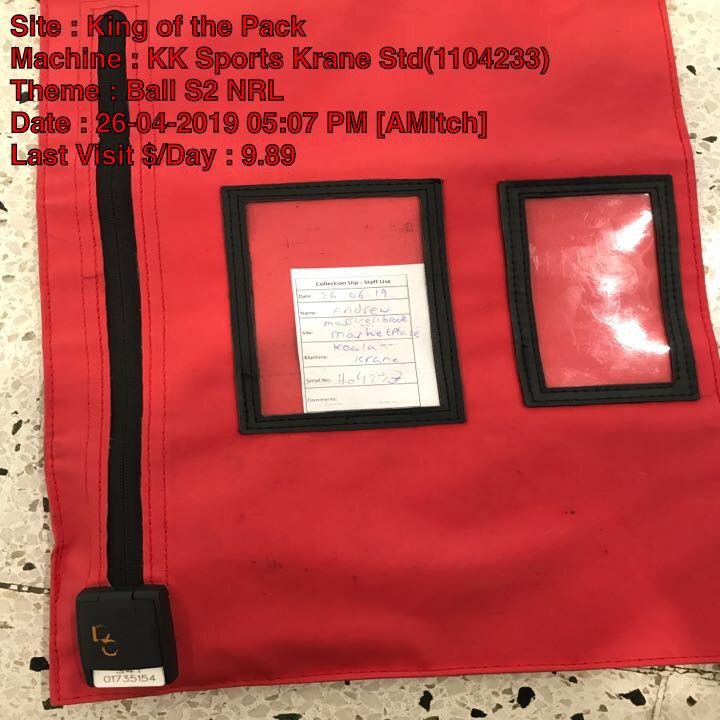 Site : King of the Pack
Machine : KK Sports Krane Std(1104233)
Theme : Ball S2 NRL
Date : 26-04-2019 05:07 PM [AMitch]
Last Visit $/Day : 9.89
Collection Slip - Staff Use
Date: 26 06.19
Name: Andrew
Site: marketPlace
Koala
Machine: Krane
Serial No:
Comments:
DC
01735154